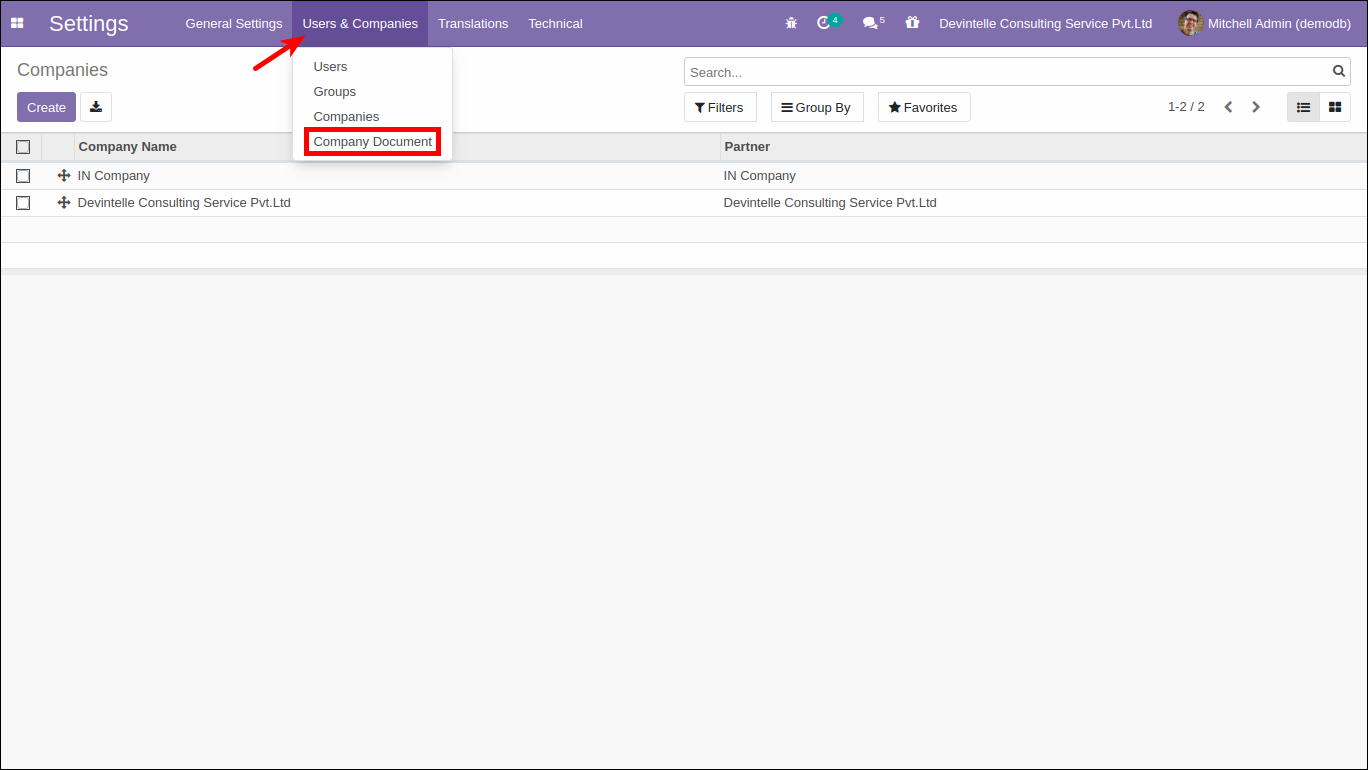 Settings General Settings Users & Companies Translations Technical 4 5 Devintelle Consulting Service Pvt.Ltd Mitchell Admin (demodb)
Companies
Users
Groups
Companies
Company Document
Search...
Create
Filters Group By Favorites 1-2 / 2
Company Name Partner
IN Company IN Company
Devintelle Consulting Service Pvt.Ltd Devintelle Consulting Service Pvt.Ltd